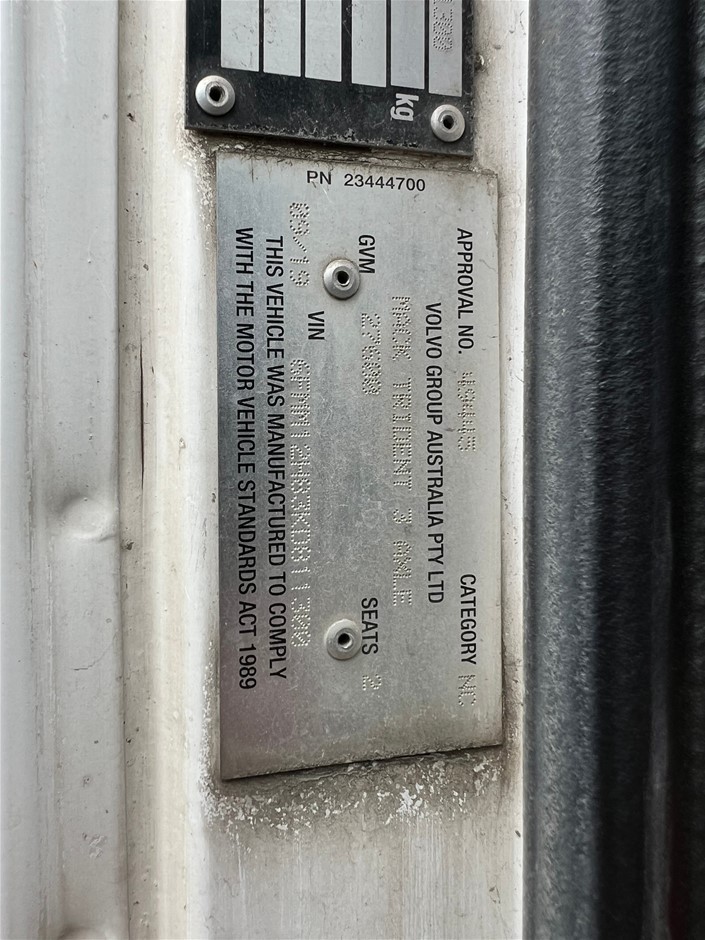 kg
PN 23444700
APPROVAL NO. CATEGORY NC
VOLVO GROUP AUSTRALIA PTY LTD
MACK TRIDENT 3 AXLE
GVM 27500 SEATS 2
09/19 VIN
THIS VEHICLE WAS MANUFACTURED TO COMPLY
WITH THE MOTOR VEHICLE STANDARDS ACT 1989